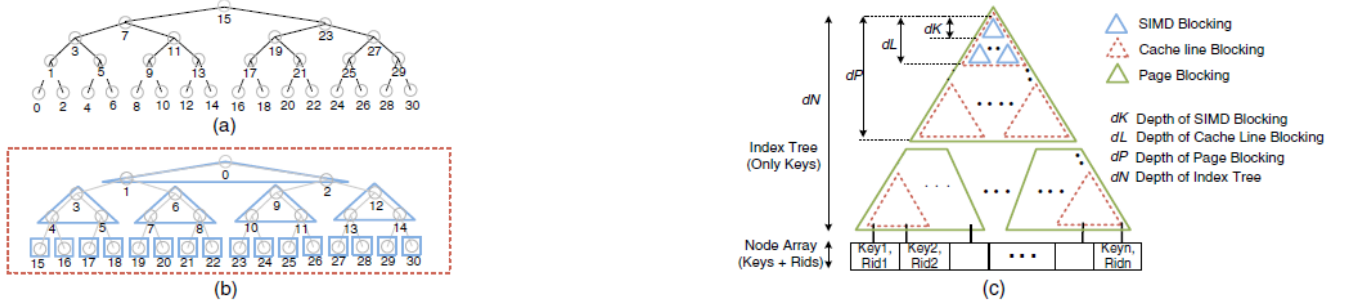 15
7 23
3 11 19 27
1 5 9 13 17 21 25 29
0 2 4 6 8 10 12 14 16 18 20 22 24 26 28 30
(a)
0
1 2
3 6 9 12
4 5 7 8 10 11 13 14
15 16 17 18 19 20 21 22 23 24 25 26 27 28 29 30
(b)
dK
dL
dP
dN
Index Tree
(Only Keys)
Node Array
(Keys + Rids)
Key1,
Rid1
Key2,
Rid2
Keyn,
Ridn
SIMD Blocking
Cache line Blocking
Page Blocking
dK Depth of SIMD Blocking
dL Depth of Cache Line Blocking
dP Depth of Page Blocking
dN Depth of Index Tree
(c)